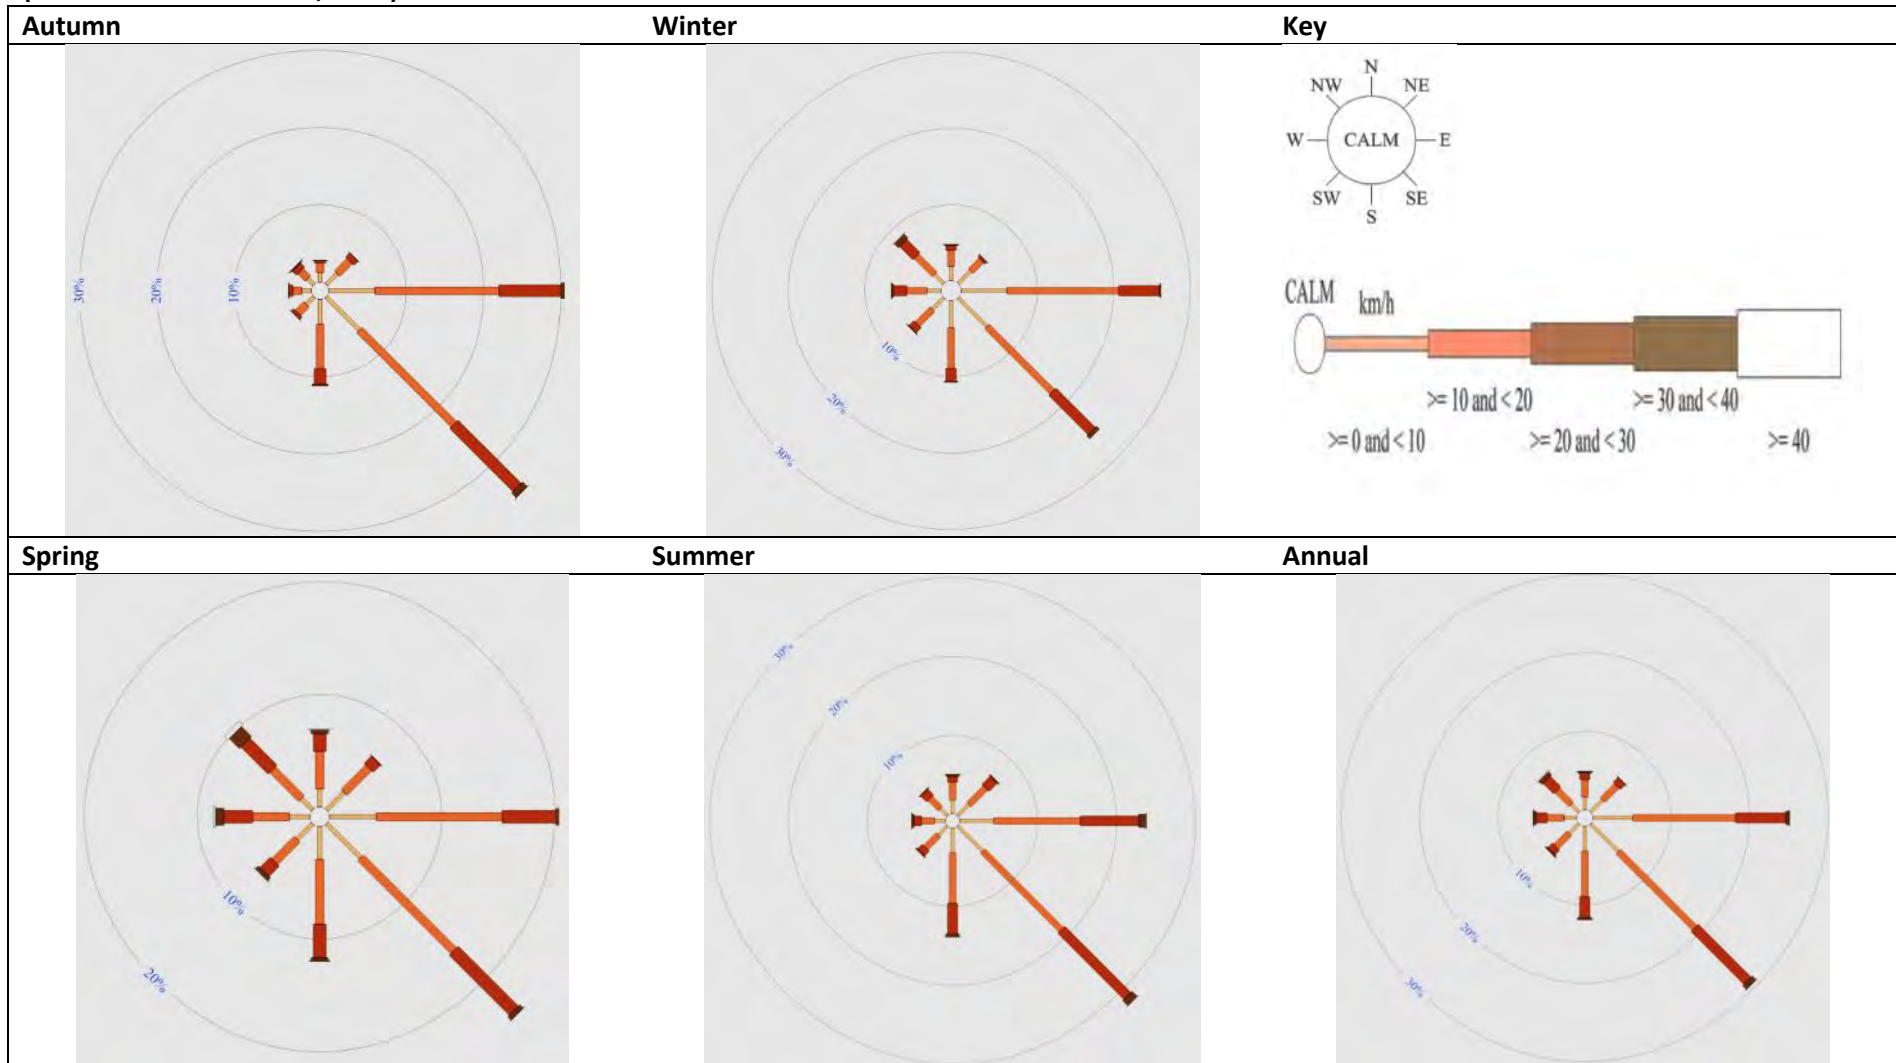 Autumn Winter Key
30% 20% 10%
10%
20%
30%
N
NW NE
W CALM E
SW SE
S
CALM km/h
>= 10 and < 20 >= 30 and < 40
>= 0 and < 10 >= 20 and < 30 >= 40
Spring Summer Annual
10%
20%
30%
20%
10%
10%
20%
30%